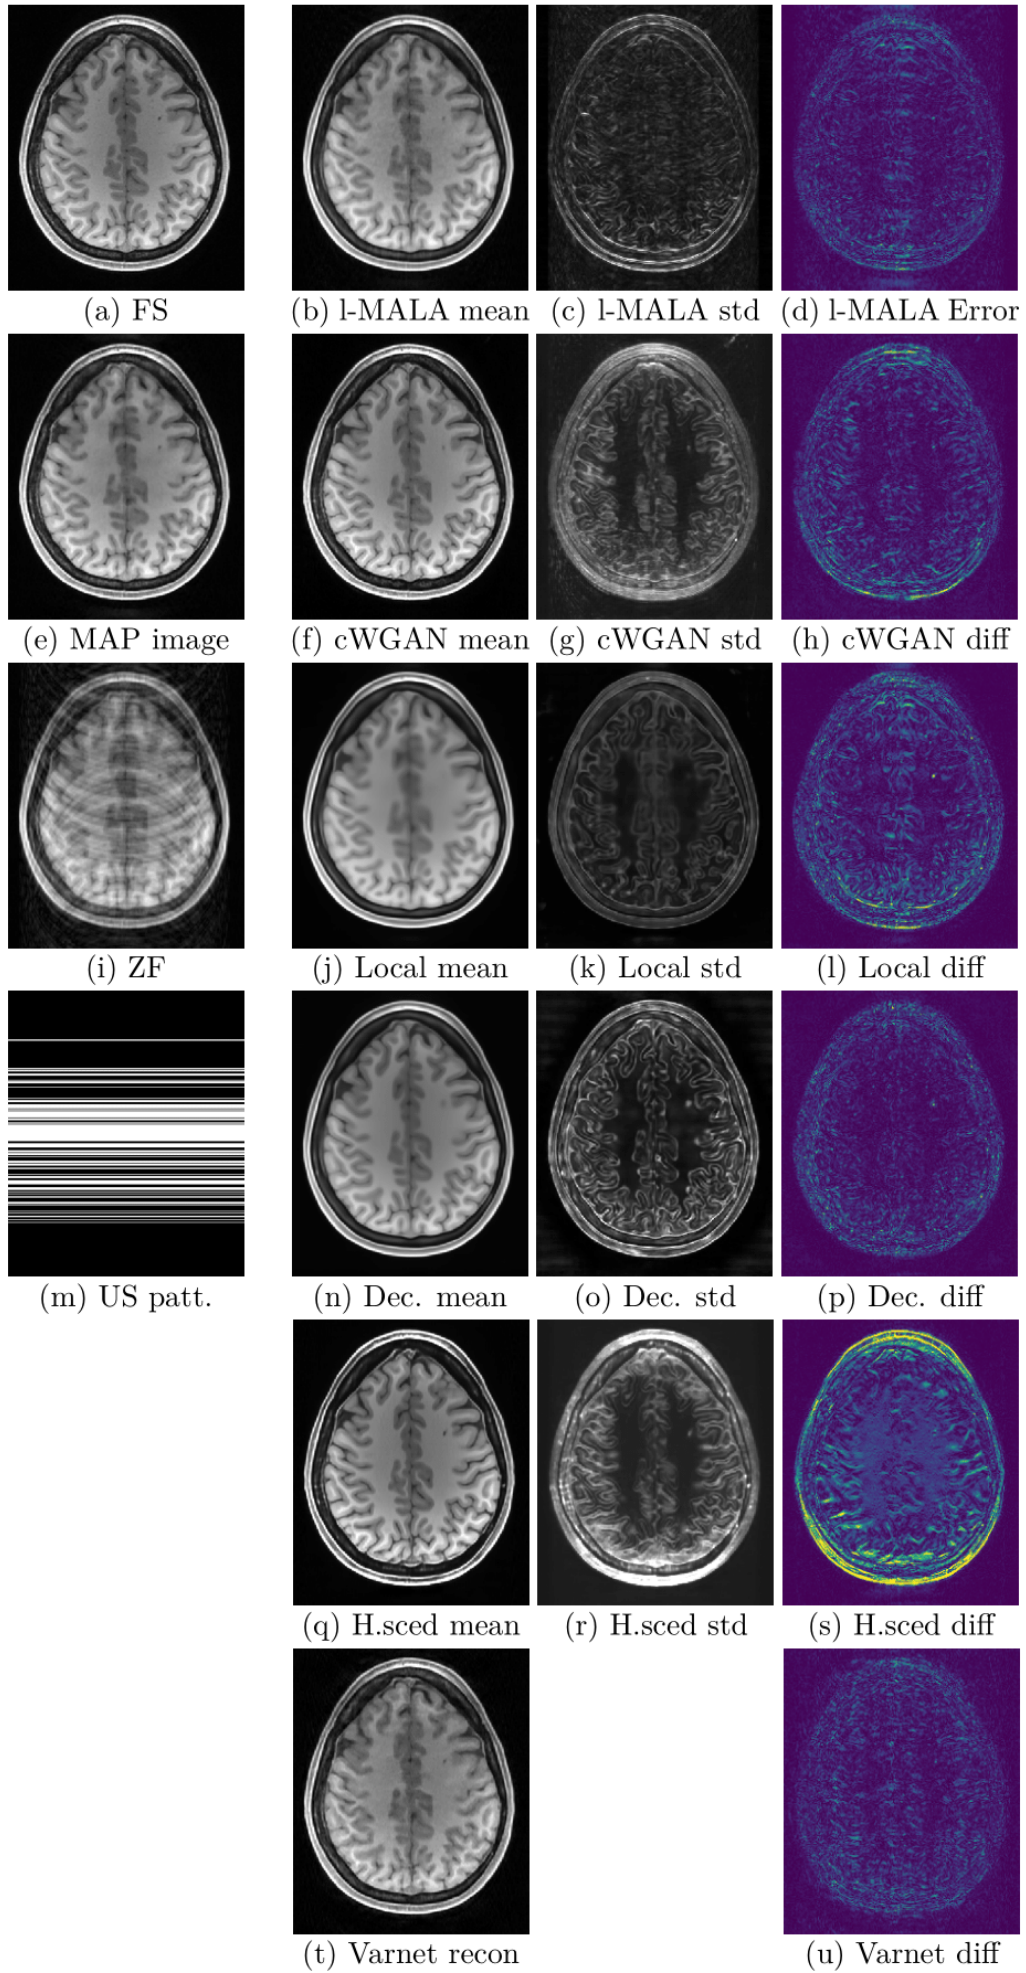 (a) FS
(b) l-MALA mean
(c) l-MALA std
(d) l-MALA Error
(e) MAP image
(f) cWGAN mean
(g) cWGAN std
(h) cWGAN diff
(i) ZF
(j) Local mean
(k) Local std
(l) Local diff
(m) US patt.
(n) Dec. mean
(o) Dec. std
(p) Dec. diff
(q) H.sced mean
(r) H.sced std
(s) H.sced diff
(t) Varnet recon
(u) Varnet diff